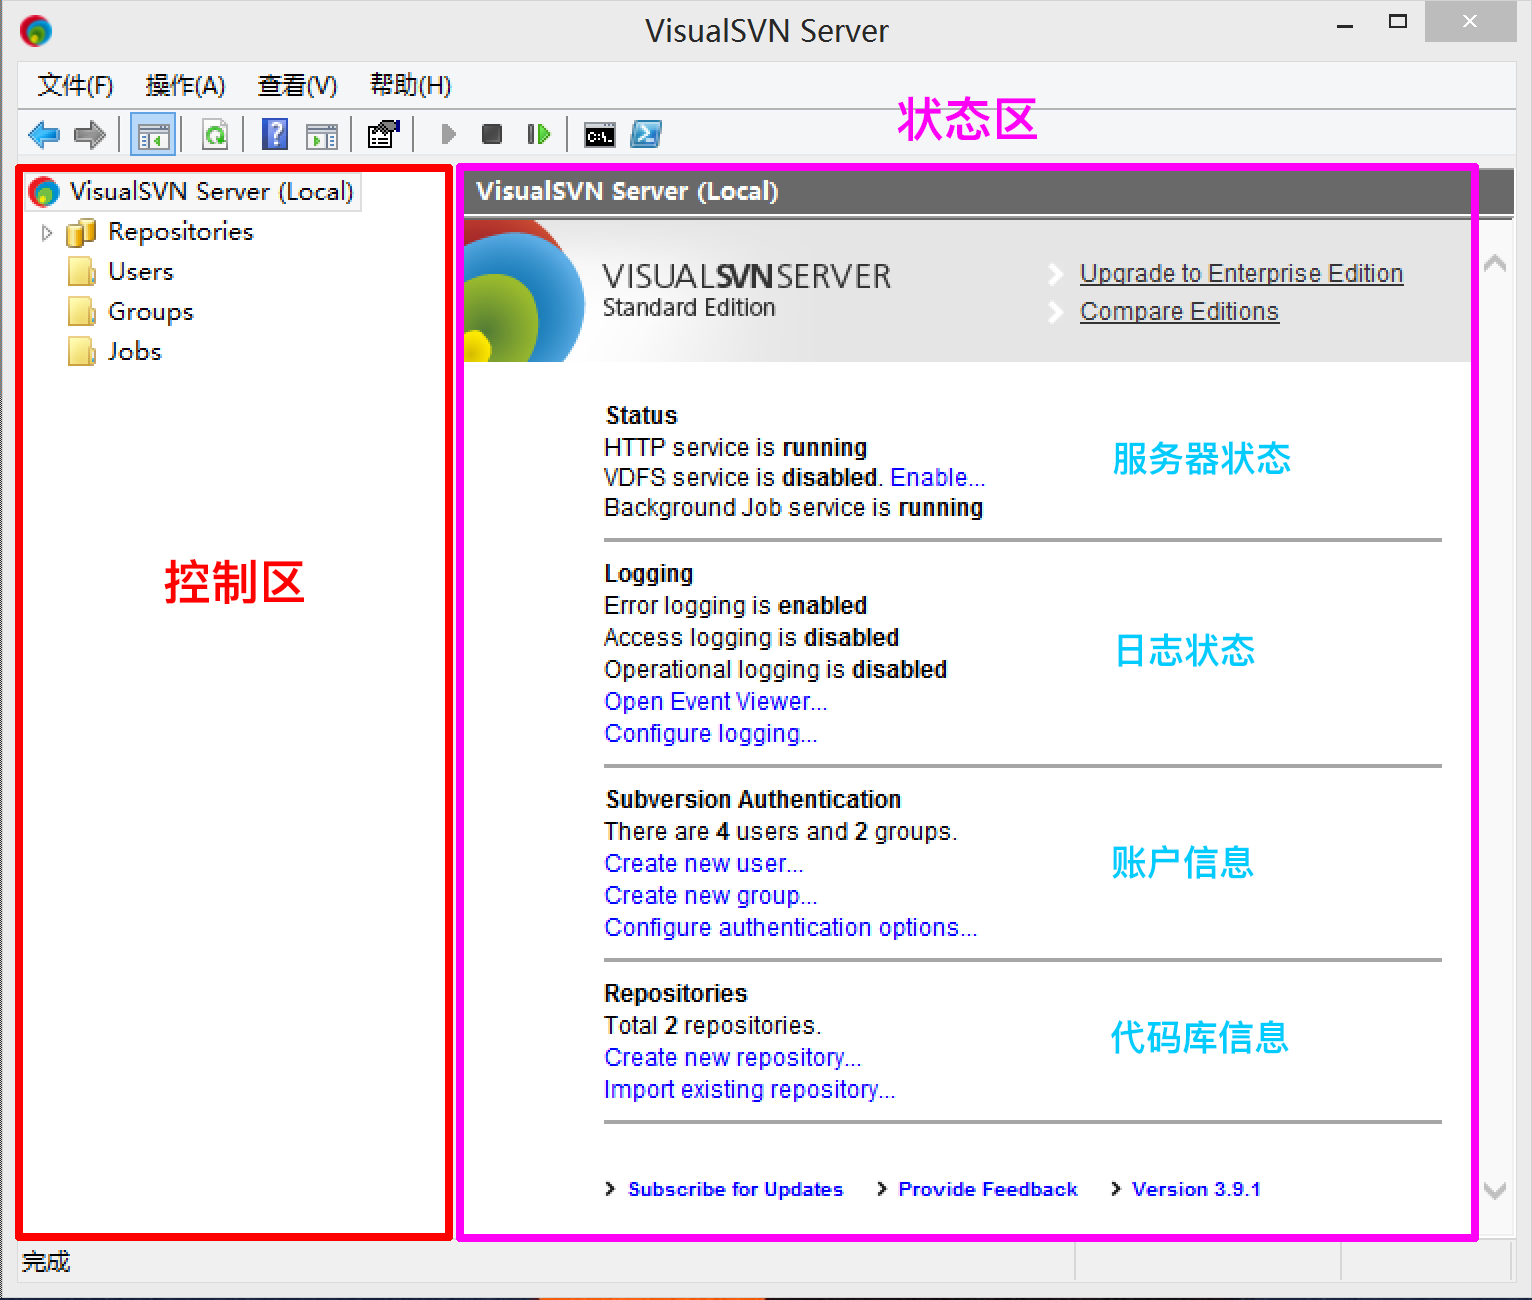 VisualSVN Server
文件(F) 操作(A) 查看(V) 帮助(H)
状态区
C:\.
VisualSVN Server (Local)
Repositories
Users
Groups
Jobs
控制区
VisualSVN Server (Local)
VISUALSVNSERVER
Standard Edition
Upgrade to Enterprise Edition
Compare Editions
Status
HTTP service is running
VDFS service is disabled. Enable...
Background Job service is running
服务器状态
Logging
Error logging is enabled
Access logging is disabled
Operational logging is disabled
Open Event Viewer...
Configure logging...
日志状态
Subversion Authentication
There are 4 users and 2 groups.
Create new user...
Create new group...
Configure authentication options...
账户信息
Repositories
Total 2 repositories.
Create new repository...
Import existing repository...
代码库信息
Subscribe for Updates Provide Feedback Version 3.9.1
完成